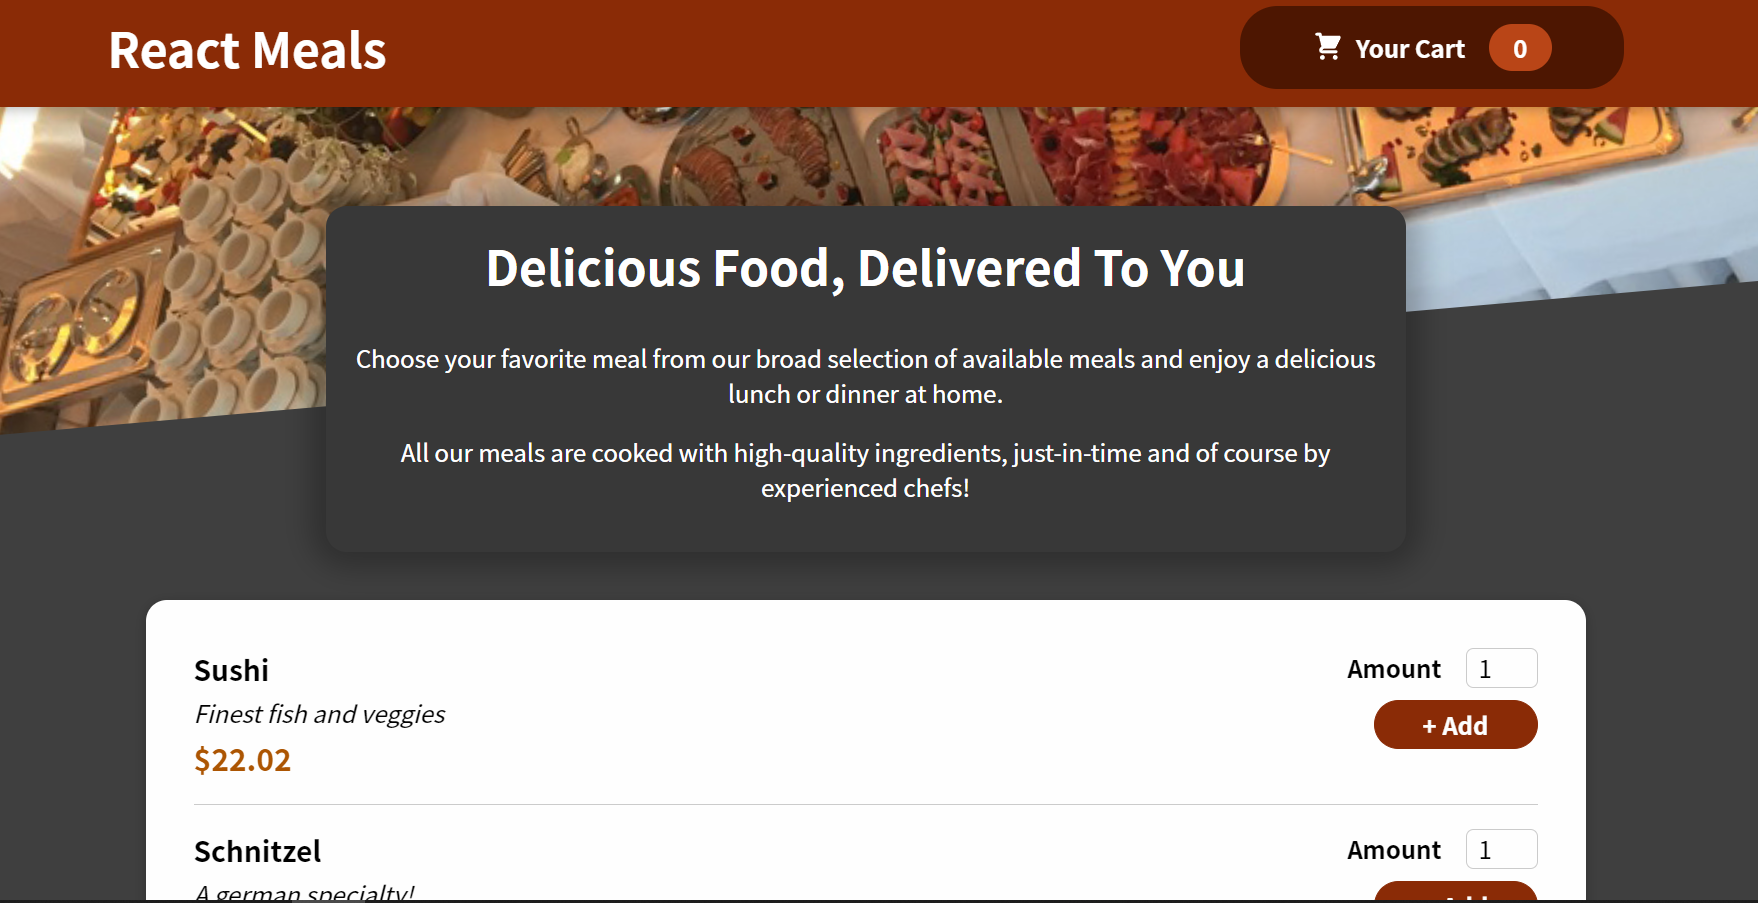 React Meals
Your Cart 0
Delicious Food, Delivered To You
Choose your favorite meal from our broad selection of available meals and enjoy a delicious
lunch or dinner at home.
All our meals are cooked with high-quality ingredients, just-in-time and of course by
experienced chefs!
Sushi
Finest fish and veggies
$22.02
Amount 1
+ Add
Schnitzel
A german specialty!
Amount 1
+ Add